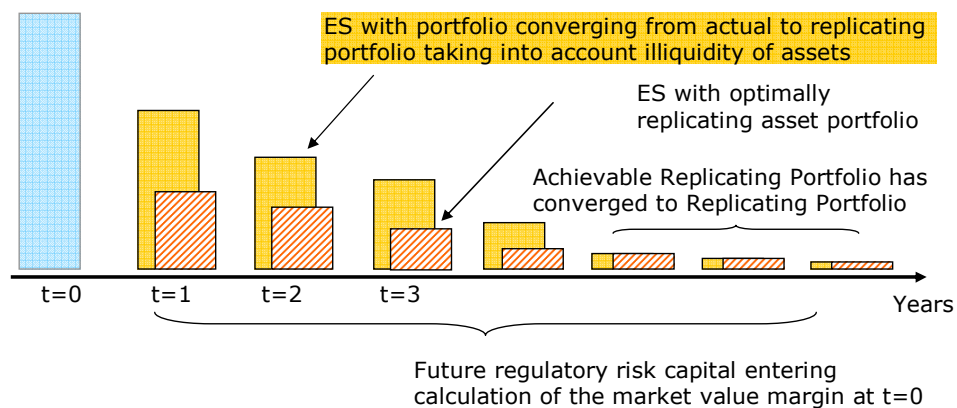 ES with portfolio converging from actual to replicating
portfolio taking into account illiquidity of assets
ES with optimally
replicating asset portfolio
Achievable Replicating Portfolio has
converged to Replicating Portfolio
t=0
t=1
t=2
t=3
Years
Future regulatory risk capital entering
calculation of the market value margin at t=0